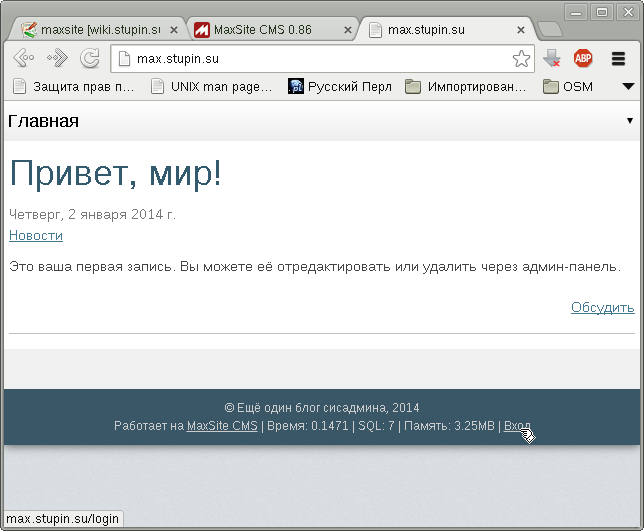 maxsite [wiki.stupin.su
MaxSite CMS 0.86
max.stupin.su
max.stupin.su
ABP
Защита прав п...
UNIX man page...
Русский Перл
Импортирован...
OSM
Главная
Привет, мир!
Четверг, 2 января 2014 г.
Новости
Это ваша первая запись. Вы можете её отредактировать или удалить через админ-панель.
Обсудить
© Ещё один блог сисадмина, 2014
Работает на MaxSite CMS | Время: 0.1471 | SQL: 7 | Память: 3.25MB | Вход
max.stupin.su/login